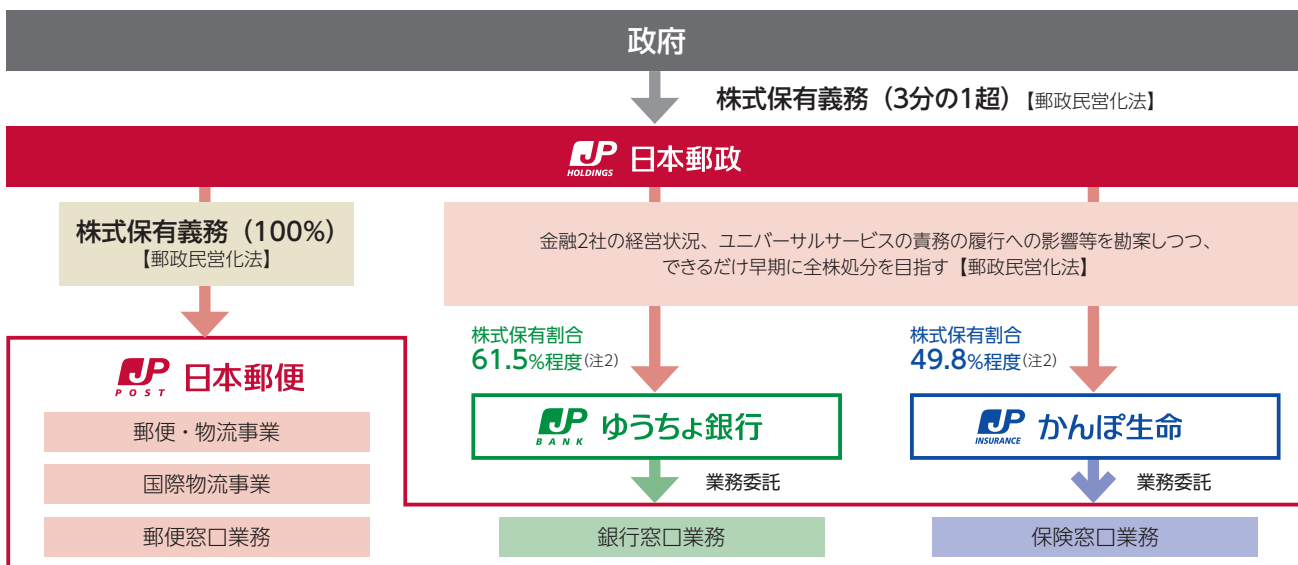 政府
株式保有義務（3分の1超）【郵政民営化法】
JP HOLDINGS 日本郵政
株式保有義務（100%）
【郵政民営化法】
金融2社の経営状況、ユニバーサルサービスの責務の履行への影響等を勘案しつつ、
できるだけ早期に全株処分を目指す【郵政民営化法】
株式保有割合
61.5%程度(注2)
株式保有割合
49.8%程度(注2)
JP POST 日本郵便
郵便・物流事業
国際物流事業
郵便窓口業務
JP BANK ゆうちょ銀行
業務委託
銀行窓口業務
JP INSURANCE かんぽ生命
業務委託
保険窓口業務